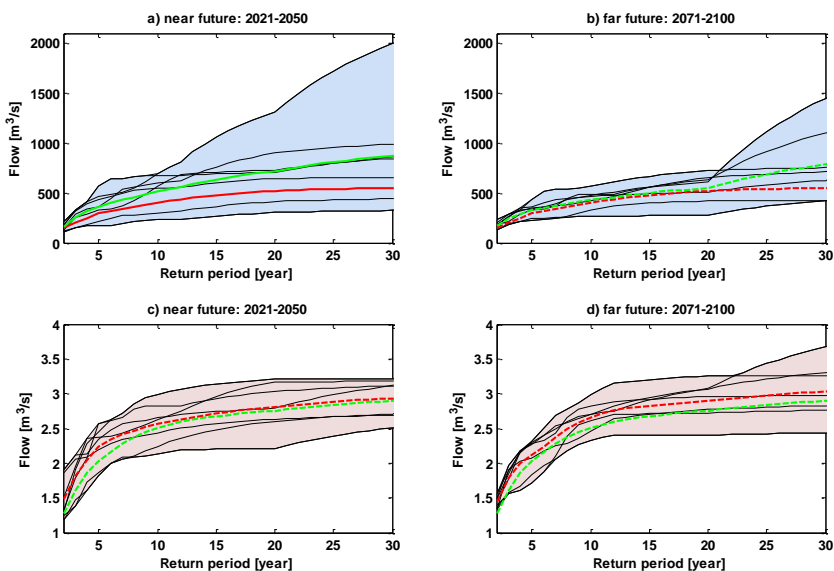 a) near future: 2021-2050
b) far future: 2071-2100
Flow [m³/s]
2000
1500
1000
500
0
5 10 15 20 25 30
Return period [year]
Flow [m³/s]
2000
1500
1000
500
0
5 10 15 20 25 30
Return period [year]
c) near future: 2021-2050
d) far future: 2071-2100
Flow [m³/s]
4
3.5
3
2.5
2
1.5
1
5 10 15 20 25 30
Return period [year]
Flow [m³/s]
4
3.5
3
2.5
2
1.5
1
5 10 15 20 25 30
Return period [year]